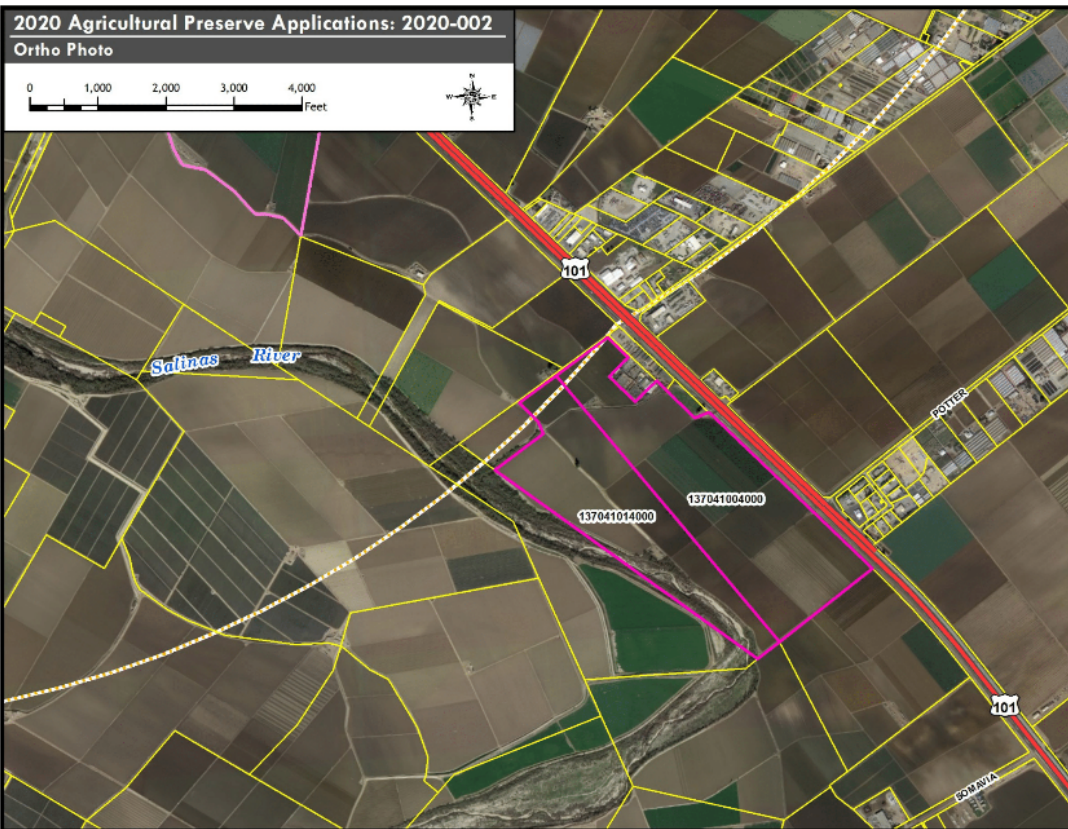 2020 Agricultural Preserve Applications: 2020-002
Ortho Photo
0 1,000 2,000 3,000 4,000
Feet
N
W E
S
101
Salinas River
POTTER
137041004000
137041014000
101
SOMAVIA